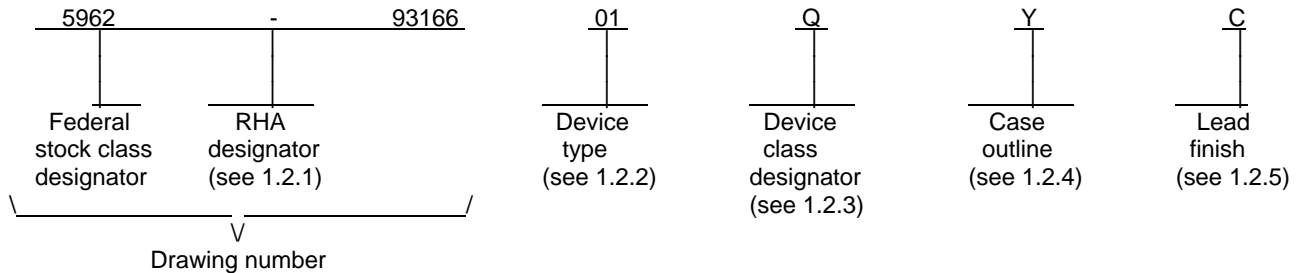 5962 - 93166 01 Q Y C
Federal stock class designator
RHA designator (see 1.2.1)
Device type (see 1.2.2)
Device class designator (see 1.2.3)
Case outline (see 1.2.4)
Lead finish (see 1.2.5)
Drawing number